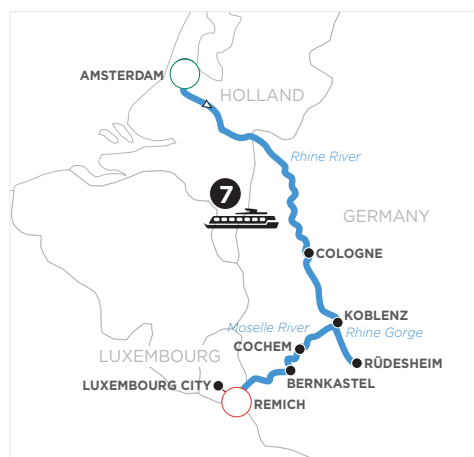 AMSTERDAM
HOLLAND
Rhine River
7
GERMANY
COLOGNE
KOBLENZ
Moselle River
Rhine Gorge
COCHEM
LUXEMBOURG
RÜDESHEIM
BERNKASTEL
LUXEMBOURG CITY
REMICH